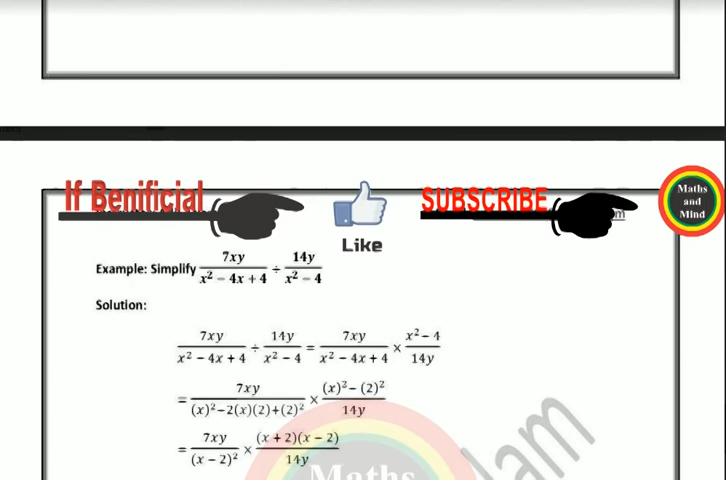 If Benificial
SUBSCRIBE
m
Maths
and
Mind
Like
Example: Simplify 7xy / (x² − 4x + 4) ÷ 14y / (x² − 4)
Solution:
7xy / (x² − 4x + 4) ÷ 14y / (x² − 4) = 7xy / (x² − 4x + 4) × (x² − 4) / 14y
= 7xy / ((x)²−2(x)(2)+(2)²) × ((x)²− (2)²) / 14y
= 7xy / (x − 2)² × (x + 2)(x − 2) / 14y
Maths